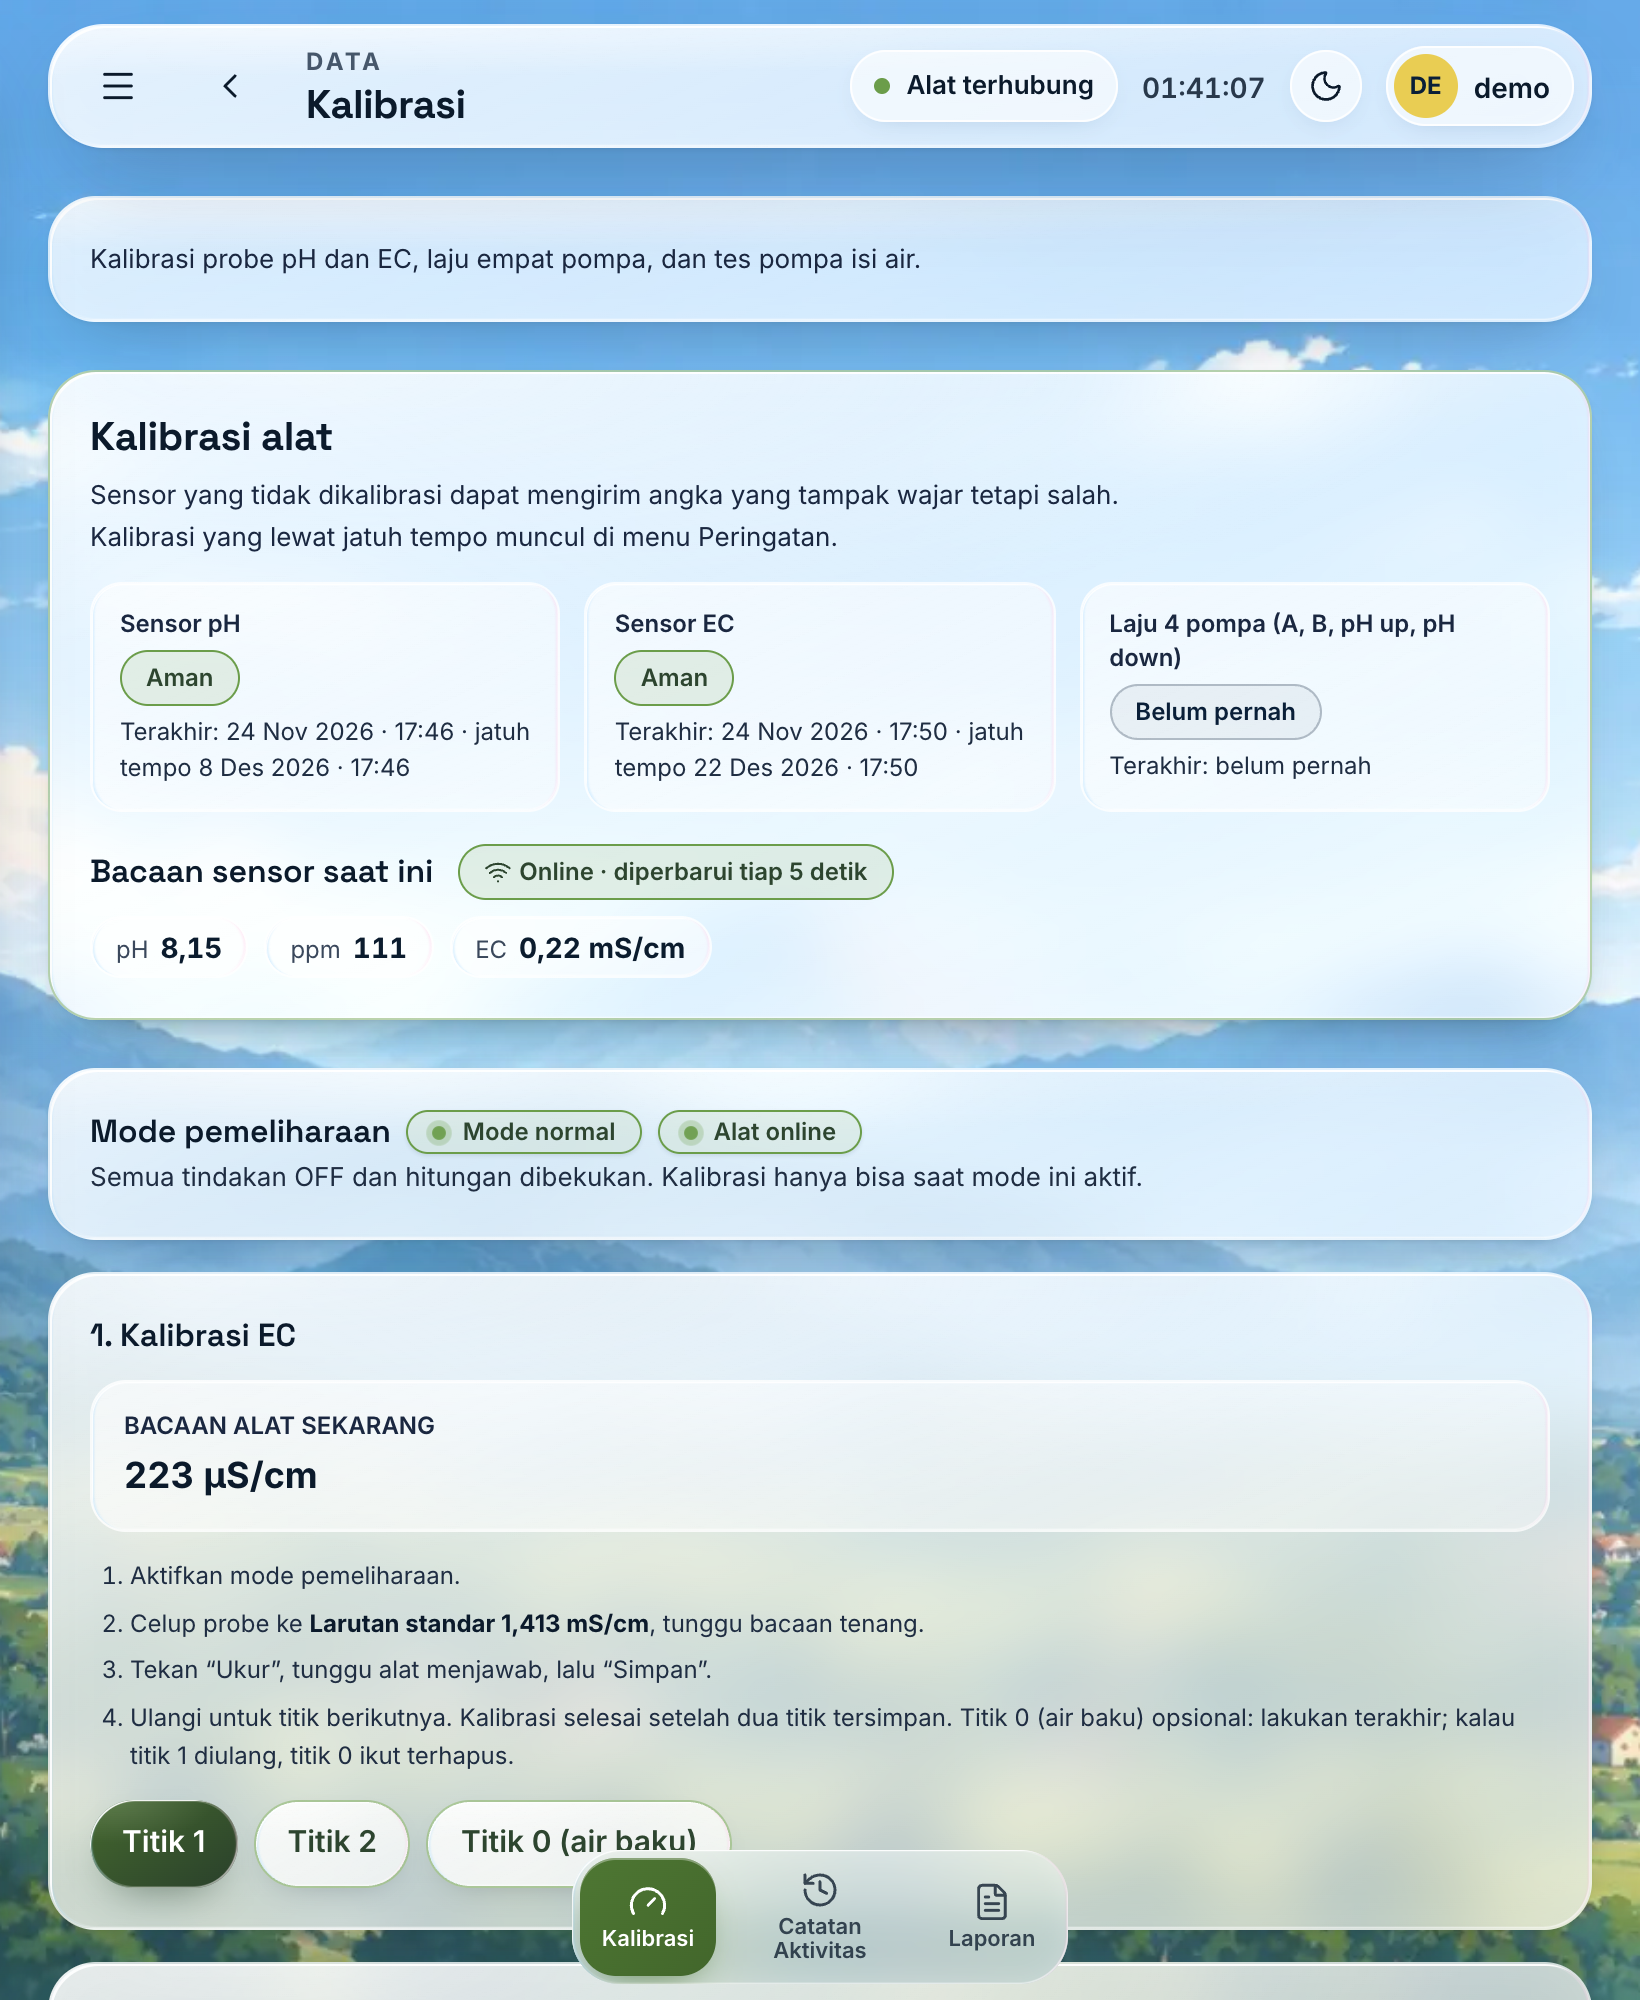 DATA
Kalibrasi
Alat terhubung
01:41:07
DE
demo
Kalibrasi probe pH dan EC, laju empat pompa, dan tes pompa isi air.
Kalibrasi alat
Sensor yang tidak dikalibrasi dapat mengirim angka yang tampak wajar tetapi salah.
Kalibrasi yang lewat jatuh tempo muncul di menu Peringatan.
Sensor pH
Aman
Terakhir: 24 Nov 2026 · 17:46 · jatuh
tempo 8 Des 2026 · 17:46
Sensor EC
Aman
Terakhir: 24 Nov 2026 · 17:50 · jatuh
tempo 22 Des 2026 · 17:50
Laju 4 pompa (A, B, pH up, pH
down)
Belum pernah
Terakhir: belum pernah
Bacaan sensor saat ini
Online · diperbarui tiap 5 detik
pH 8,15
ppm 111
EC 0,22 mS/cm
Mode pemeliharaan
Mode normal
Alat online
Semua tindakan OFF dan hitungan dibekukan. Kalibrasi hanya bisa saat mode ini aktif.
1. Kalibrasi EC
BACAAN ALAT SEKARANG
223 µS/cm
1. Aktifkan mode pemeliharaan.
2. Celup probe ke Larutan standar 1,413 mS/cm, tunggu bacaan tenang.
3. Tekan “Ukur”, tunggu alat menjawab, lalu “Simpan”.
4. Ulangi untuk titik berikutnya. Kalibrasi selesai setelah dua titik tersimpan. Titik 0 (air baku) opsional: lakukan terakhir; kalau
titik 1 diulang, titik 0 ikut terhapus.
Titik 1
Titik 2
Titik 0 (air baku)
Kalibrasi
Catatan
Aktivitas
Laporan